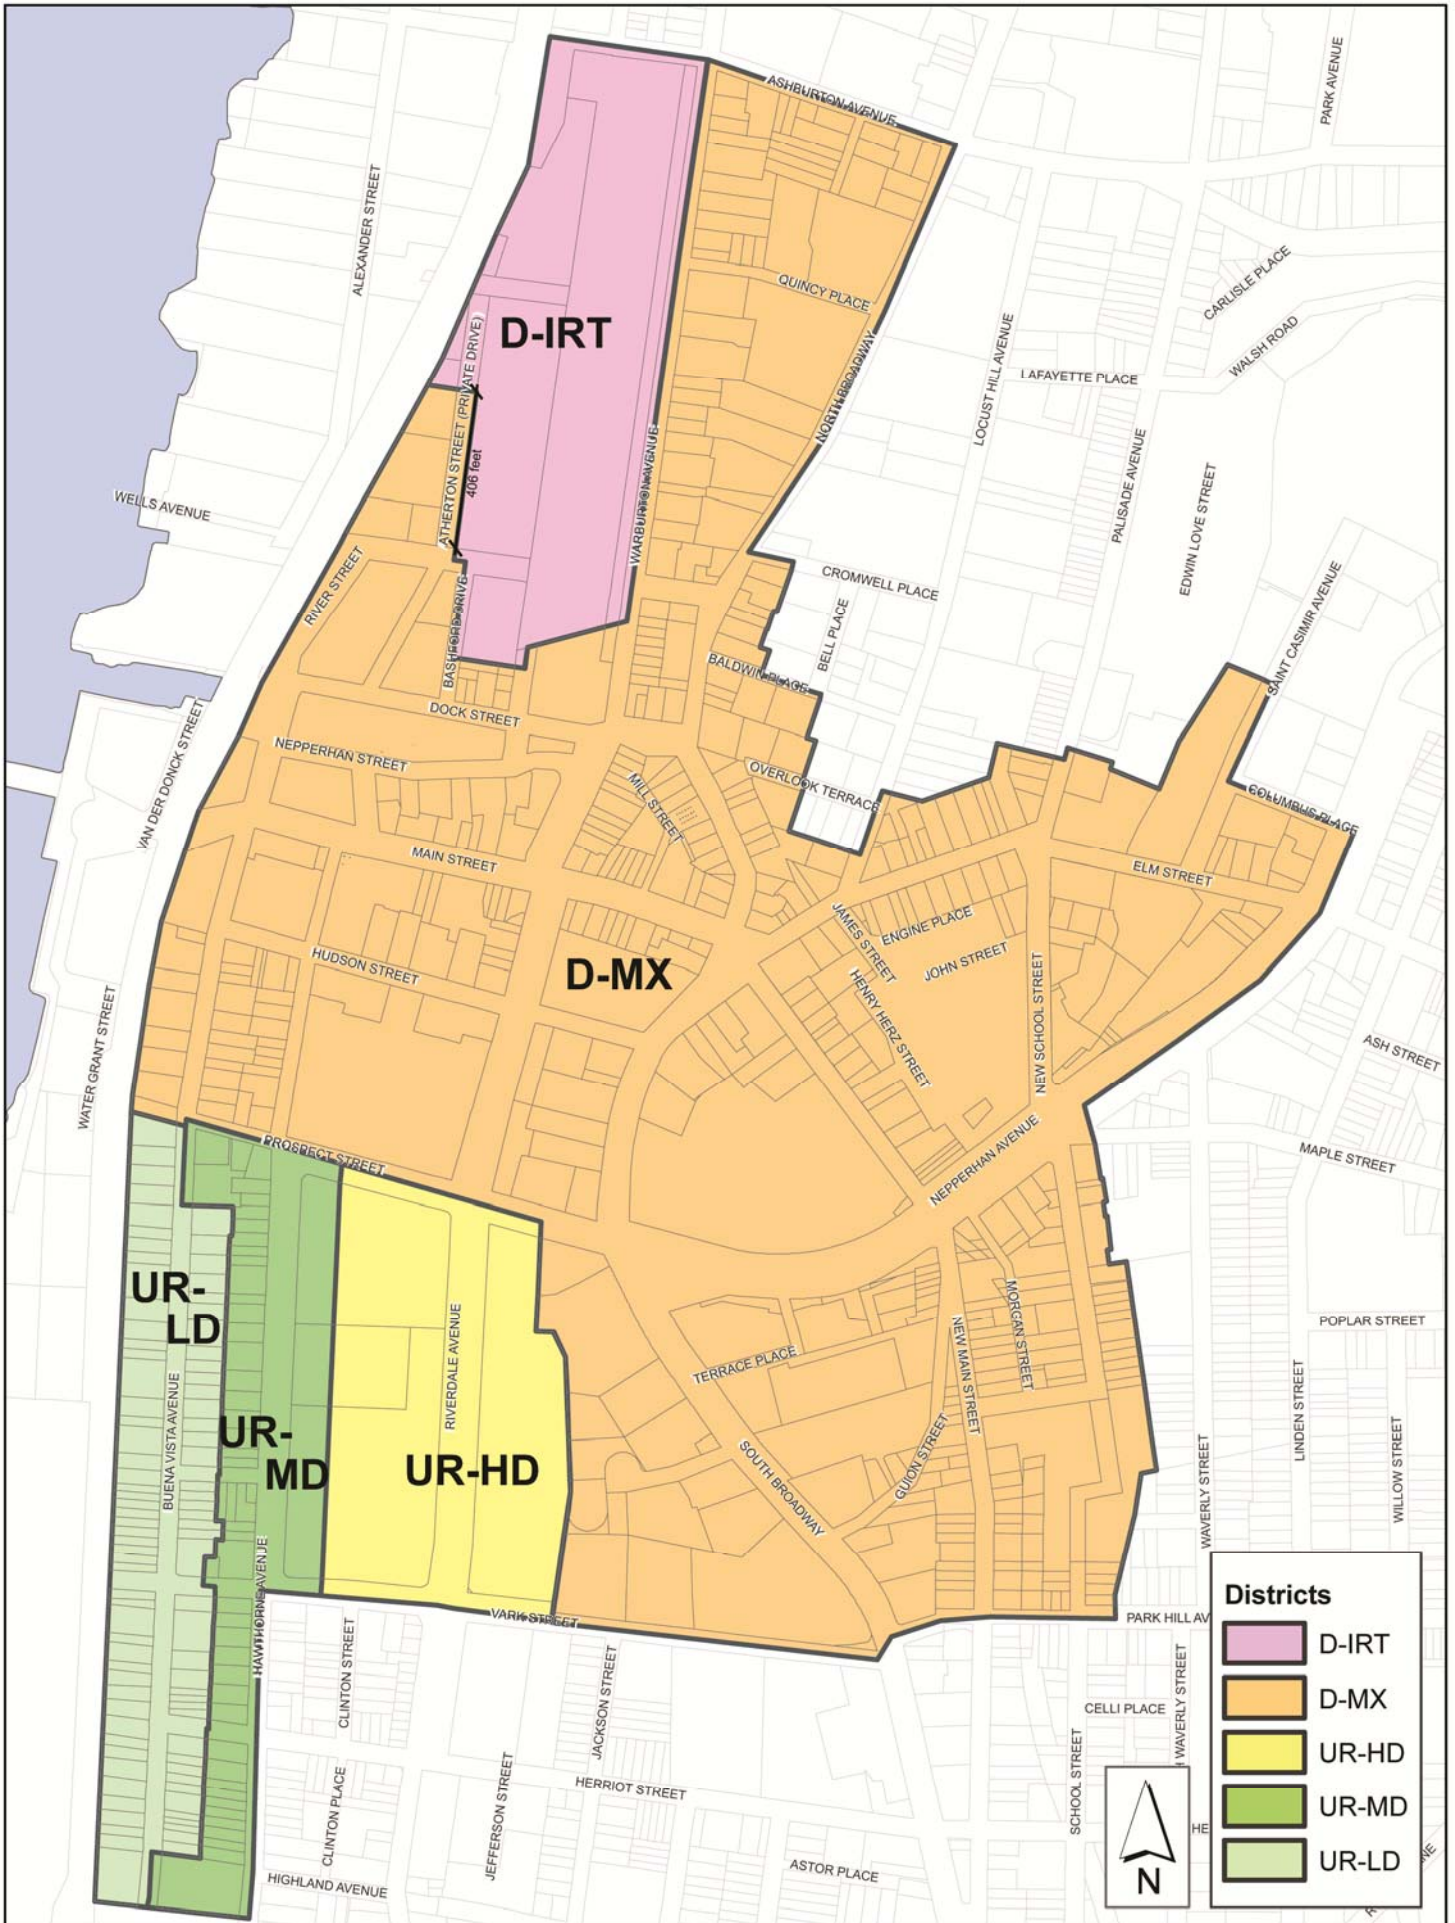 PARK AVENUE
ASHBURTON AVENUE
ALEXANDER STREET
CARLISLE PLACE
QUINCY PLACE
WALSH ROAD
D-IRT
NORTH BROADWAY
LOCUST HILL AVENUE
LAFAYETTE PLACE
ATHERTON STREET (PRIVATE DRIVE)
406 feet
WARBURTON AVENUE
PALISADE AVENUE
EDWIN LOVE STREET
WELLS AVENUE
RIVER STREET
CROMWELL PLACE
BELL PLACE
SAINT CASIMIR AVENUE
BASHFORD DRIVE
BALDWIN PLACE
DOCK STREET
VAN DER DONCK STREET
NEPPERHAN STREET
OVERLOOK TERRACE
MILL STREET
COLUMBUS PLACE
MAIN STREET
ELM STREET
JAMES STREET
ENGINE PLACE
JOHN STREET
HUDSON STREET
D-MX
HENRY HERZ STREET
NEW SCHOOL STREET
WATER GRANT STREET
ASH STREET
PROSPECT STREET
NEPPERHAN AVENUE
MAPLE STREET
UR-
LD
MORGAN STREET
RIVERDALE AVENUE
NEW MAIN STREET
POPLAR STREET
TERRACE PLACE
BUENA VISTA AVENUE
LINDEN STREET
UR-
MD
UR-HD
SOUTH BROADWAY
GUION STREET
WAVERLY STREET
WILLOW STREET
HAWTHORNE AVENUE
VARK STREET
PARK HILL AV
CLINTON STREET
JACKSON STREET
CELLI PLACE
WAVERLY STREET
SCHOOL STREET
HERRIOT STREET
JEFFERSON STREET
CLINTON PLACE
HE
ASTOR PLACE
HIGHLAND AVENUE
N
Districts
D-IRT
D-MX
UR-HD
UR-MD
UR-LD